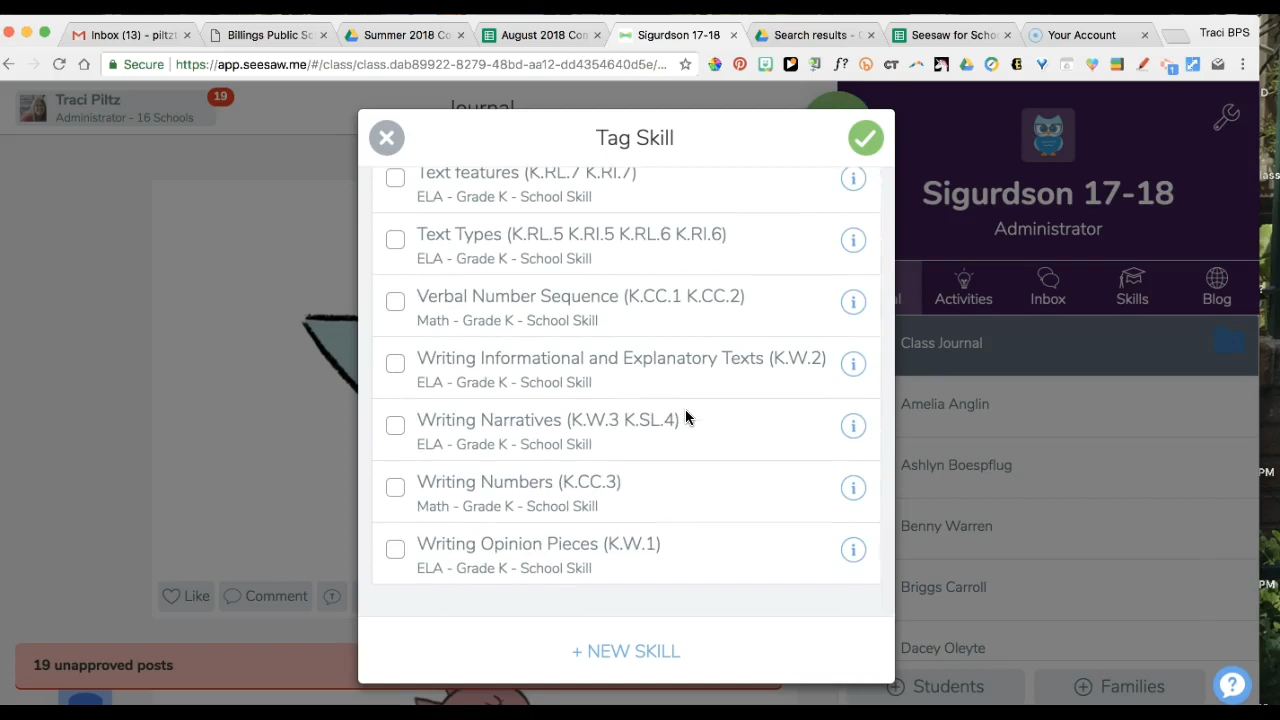 Inbox (13) - piltzt
Billings Public Sc
Summer 2018 Co
August 2018 Con
Sigurdson 17-18
Search results - G
Seesaw for Scho
Your Account
Traci BPS
Secure
https://app.seesaw.me/#/class/class.dab89922-8279-48bd-aa12-dd4354640d5e/...
Traci Piltz
19
Administrator - 16 Schools
Journal
Tag Skill
Text features (K.RL.7 K.RI.7)
ELA - Grade K - School Skill
Text Types (K.RL.5 K.RI.5 K.RL.6 K.RI.6)
ELA - Grade K - School Skill
Verbal Number Sequence (K.CC.1 K.CC.2)
Math - Grade K - School Skill
Writing Informational and Explanatory Texts (K.W.2)
ELA - Grade K - School Skill
Writing Narratives (K.W.3 K.SL.4)
ELA - Grade K - School Skill
Writing Numbers (K.CC.3)
Math - Grade K - School Skill
Writing Opinion Pieces (K.W.1)
ELA - Grade K - School Skill
+ NEW SKILL
Like
Comment
19 unapproved posts
Sigurdson 17-18
Administrator
Activities
Inbox
Skills
Blog
Class Journal
Amelia Anglin
Ashlyn Boespflug
Benny Warren
Briggs Carroll
Dacey Oleyte
Students
Families
PM
PM